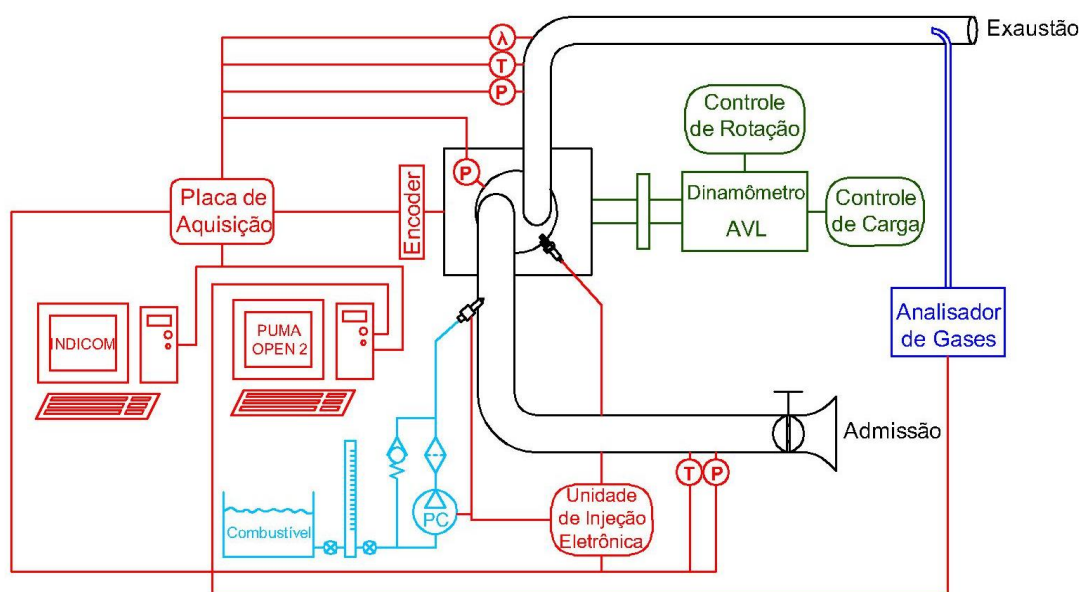 Exaustão
λ
T
P
Controle
de Rotação
P
Placa de
Aquisição
Encoder
Dinamômetro
AVL
Controle
de Carga
INDICOM
PUMA
OPEN 2
Analisador
de Gases
Admissão
T
P
Combustível
PC
Unidade
de Injeção
Eletrônica